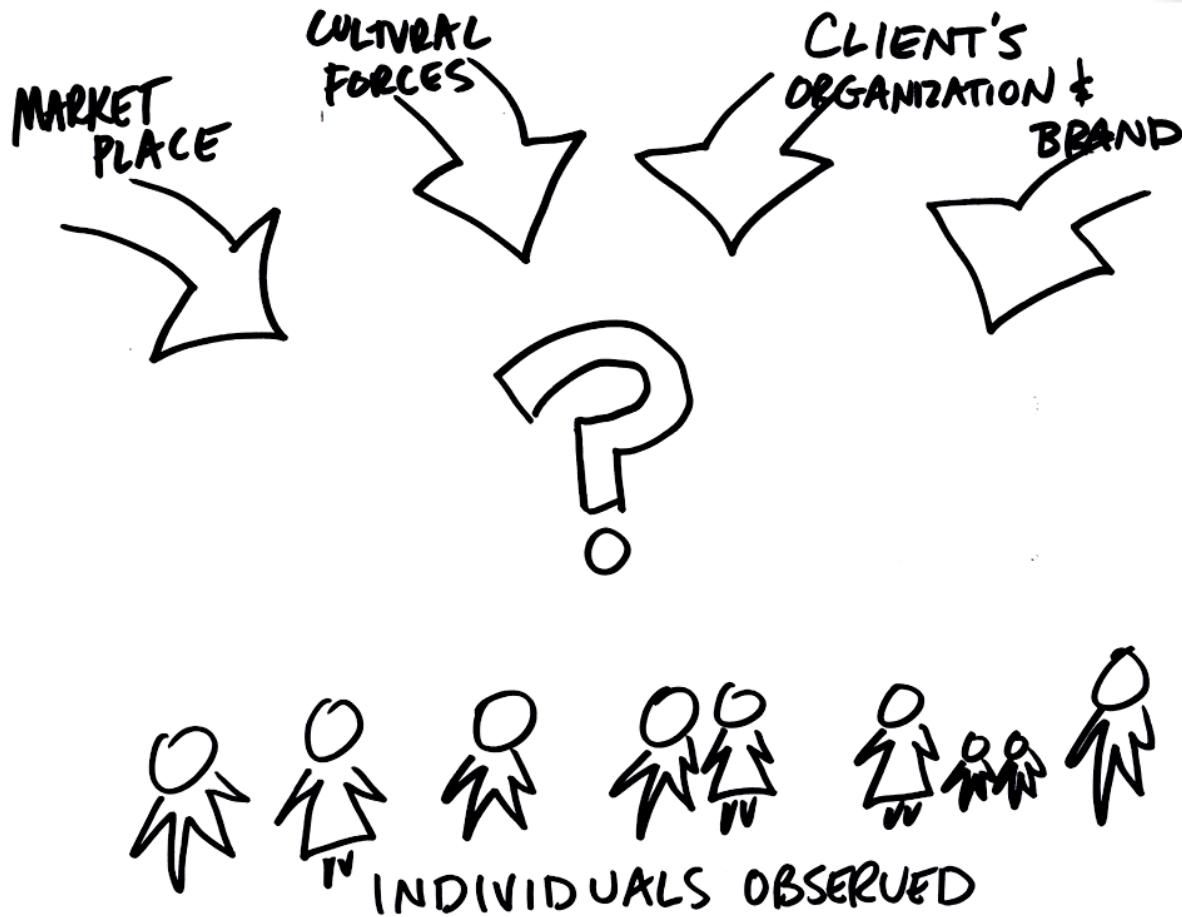 MARKET
PLACE
CULTURAL
FORCES
CLIENT'S
ORGANIZATION &
BRAND
?
INDIVIDUALS OBSERVED